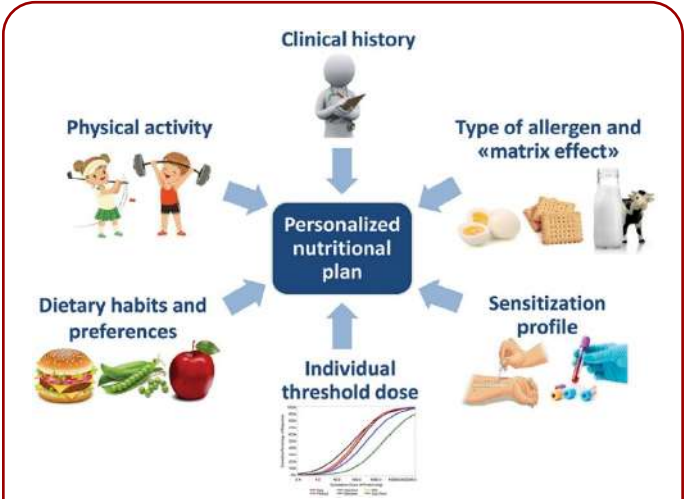 Clinical history
Physical activity
Type of allergen and
«matrix effect»
Personalized
nutritional
plan
Dietary habits and
preferences
Sensitization
profile
Individual
threshold dose